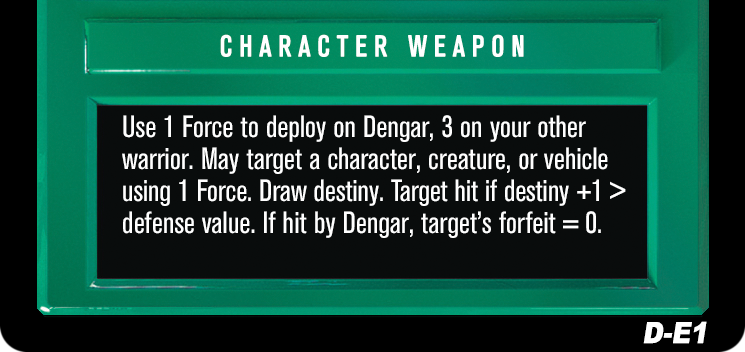 CHARACTER WEAPON
Use 1 Force to deploy on Dengar, 3 on your other
warrior. May target a character, creature, or vehicle
using 1 Force. Draw destiny. Target hit if destiny +1 >
defense value. If hit by Dengar, target’s forfeit = 0.
D-E1